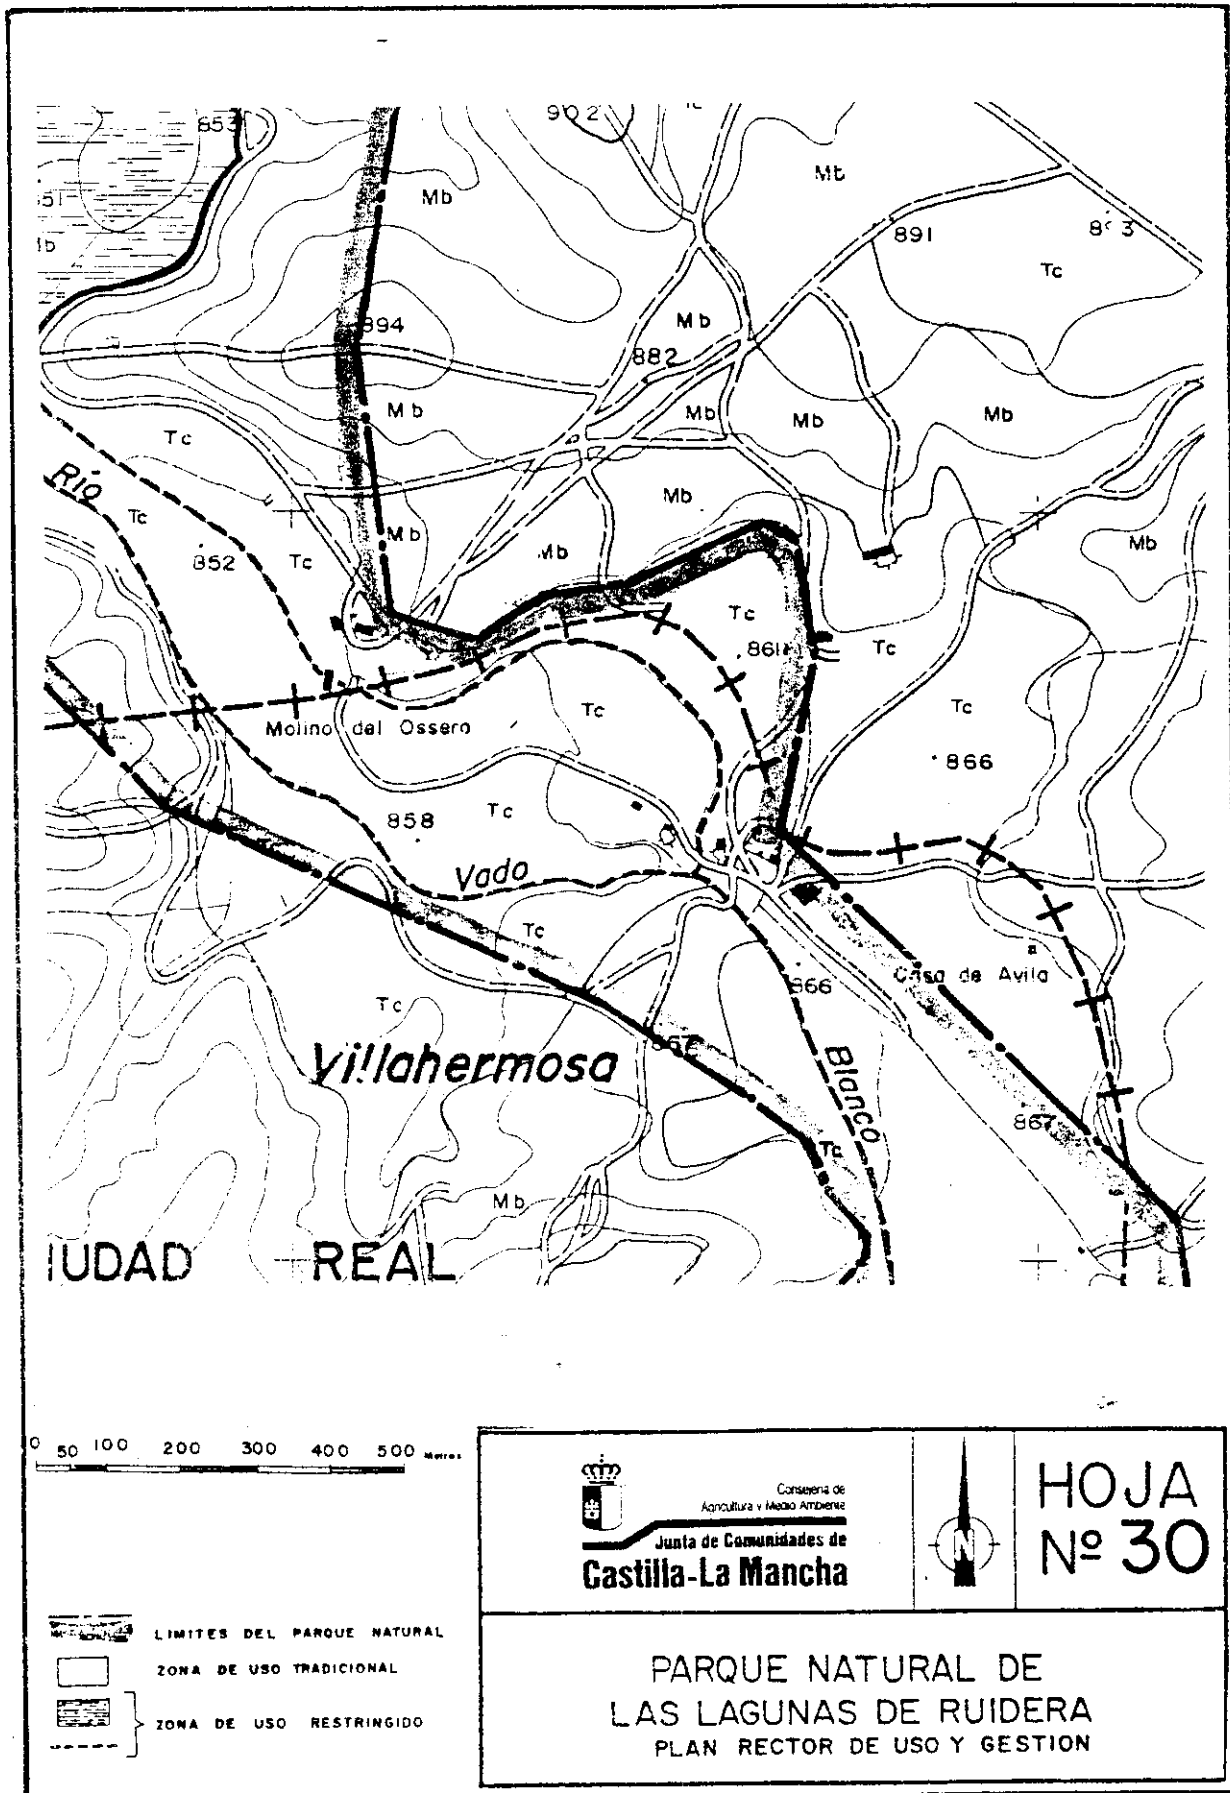 853
902
Mb
Mb
891
Tc
894
Mb
882
Mb
Mb
Mb
Mb
Tc
Río
Mb
Tc
Mb
Mb
Mb
852
Tc
Tc
861
Tc
Tc
Tc
Molino del Ossero
866
858
Tc
Vado
Tc
866
Casa de Avila
Tc
867
Villahermosa
Blanco
867
Tc
Mb
IUDAD REAL
0 50 100 200 300 400 500 Metros
Consejería de
Agricultura y Medio Ambiente
Junta de Comunidades de
Castilla-La Mancha
N
HOJA
Nº 30
LIMITES DEL PARQUE NATURAL
ZONA DE USO TRADICIONAL
ZONA DE USO RESTRINGIDO
PARQUE NATURAL DE
LAS LAGUNAS DE RUIDERA
PLAN RECTOR DE USO Y GESTION